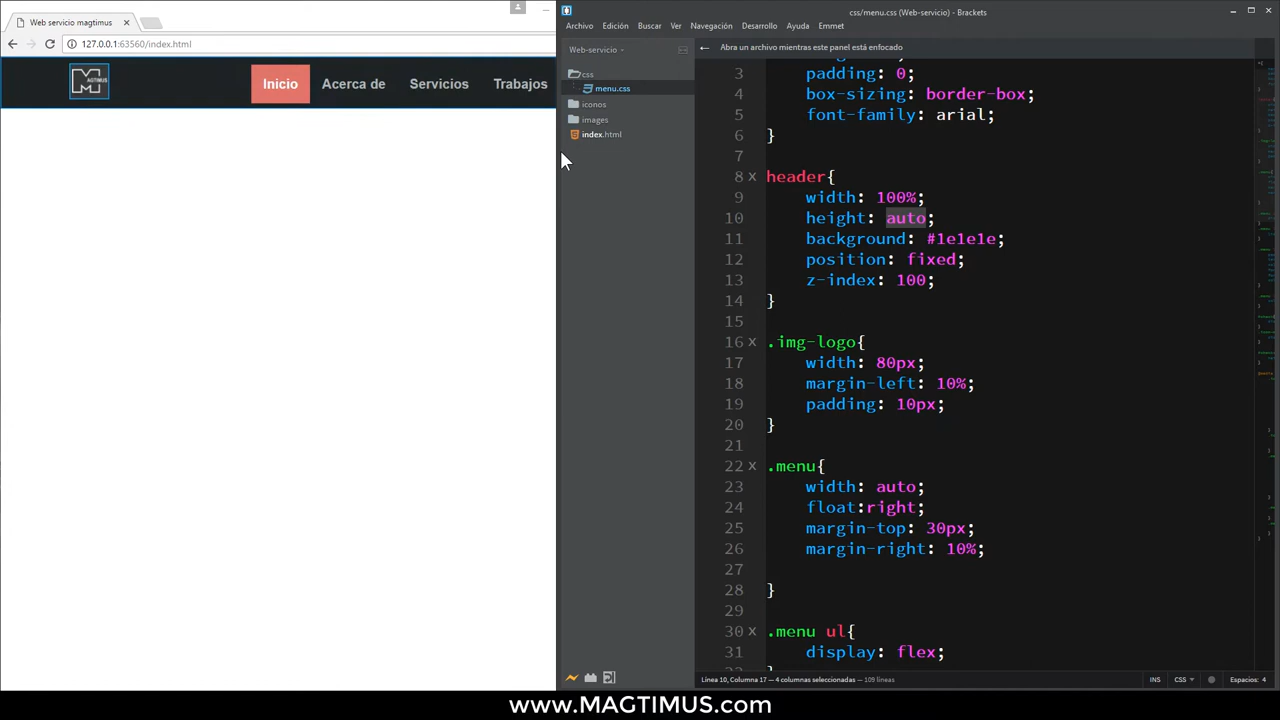 Web servicio magtimus
127.0.0.1:63560/index.html
MAGTIMUS
Inicio
Acerca de
Servicios
Trabajos
css/menu.css (Web-servicio) - Brackets
Archivo Edición Buscar Ver Navegación Desarrollo Ayuda Emmet
Web-servicio
Abra un archivo mientras este panel está enfocado
css
menu.css
iconos
images
index.html
3 padding: 0;
4 box-sizing: border-box;
5 font-family: arial;
6 }
7
8 header{
9 width: 100%;
10 height: auto;
11 background: #1e1e1e;
12 position: fixed;
13 z-index: 100;
14 }
15
16 .img-logo{
17 width: 80px;
18 margin-left: 10%;
19 padding: 10px;
20 }
21
22 .menu{
23 width: auto;
24 float:right;
25 margin-top: 30px;
26 margin-right: 10%;
27
28 }
29
30 .menu ul{
31 display: flex;
Línea 10, Columna 17 — 4 columnas seleccionadas — 109 líneas
INS
CSS
Espacios: 4
www.MAGTIMUS.com